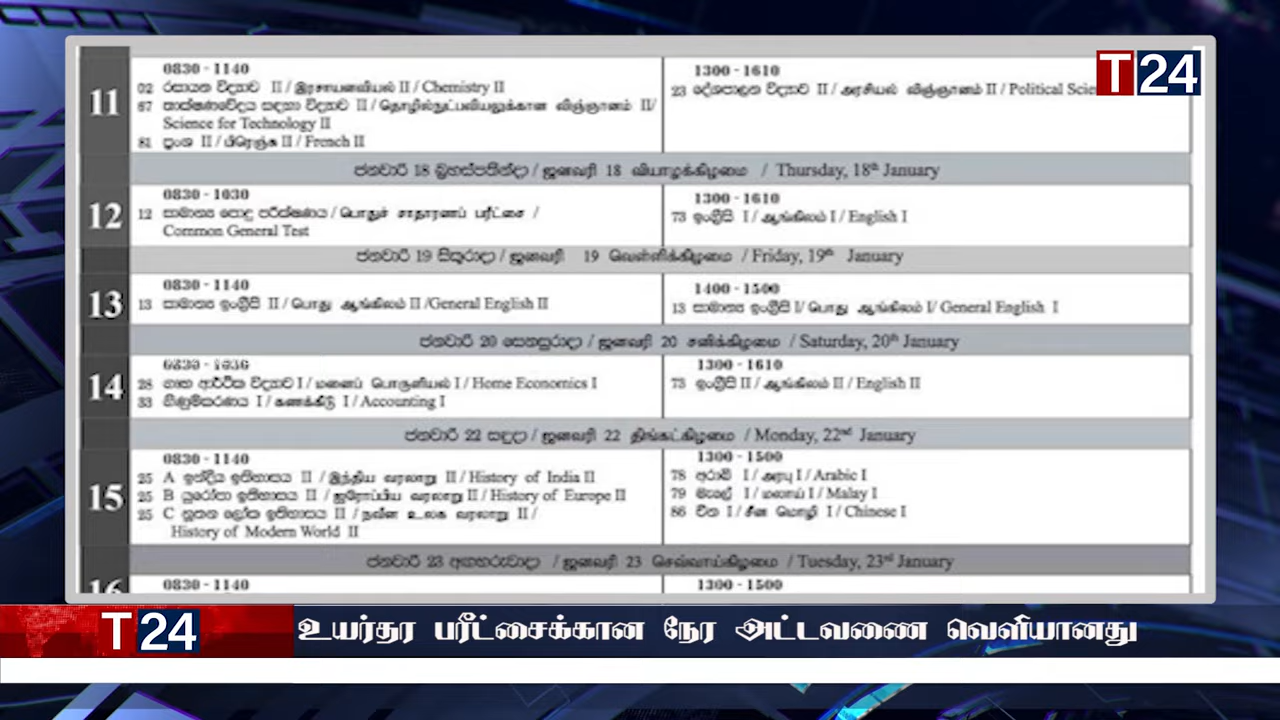 T24
11
0830 - 1140
02 රසායන විද්‍යාව II / இரசாயனவியல் II / Chemistry II
67 තාක්ෂණවේදය සඳහා විද්‍යාව II / தொழில்நுட்பவியலுக்கான விஞ்ஞானம் II/
Science for Technology II
81 ප්‍රංශ II / பிரெஞ்சு II / French II
1300 - 1610
23 දේශපාලන විද්‍යාව II / அரசியல் விஞ்ஞானம் II / Political
ජනවාරි 18 බ්‍රහස්පතින්දා / ஜனவரி 18 வியாழக்கிழமை / Thursday, 18th January
12
0830 - 1030
12 සාමාන්‍ය පොදු පරීක්ෂණය / பொதுச் சாதாரணப் பரீட்சை /
Common General Test
1300 - 1610
73 ඉංග්‍රීසි I / ஆங்கிலம் I / English I
ජනවාරි 19 සිකුරාදා / ஜனவரி 19 வெள்ளிக்கிழமை / Friday, 19th January
13
0830 - 1140
13 සාමාන්‍ය ඉංග්‍රීසි II / பொது ஆங்கிலம் II /General English II
1400 - 1500
13 සාමාන්‍ය ඉංග්‍රීසි I/ பொது ஆங்கிலம் I/ General English I
ජනවාරි 20 සෙනසුරාදා / ஜனவரி 20 சனிக்கிழமை / Saturday, 20th January
14
0830 - 1030
28 ගෘහ ආර්ථික විද්‍යාව I / மனைப் பொருளியல் I / Home Economics I
33 ගිණුම්කරණය I / கணக்கீடு I / Accounting I
1300 - 1610
73 ඉංග්‍රීසි II / ஆங்கிலம் II / English II
ජනවාරි 22 සඳුදා / ஜனவரி 22 திங்கட்கிழமை / Monday, 22nd January
15
0830 - 1140
25 A ඉන්දීය ඉතිහාසය II / இந்திய வரலாறு II / History of India II
25 B යුරෝපා ඉතිහාසය II / ஐரோப்பிய வரலாறு II / History of Europe II
25 C නූතන ලෝක ඉතිහාසය II / நவீன உலக வரலாறு II /
History of Modern World II
1300 - 1500
78 අරාබි I / அரபு I / Arabic I
79 මැලේ I / மலாய் I / Malay I
86 චීන I / சீன மொழி I / Chinese I
ජනවාරි 23 අඟහරුවාදා / ஜனவரி 23 செவ்வாய்கிழமை / Tuesday, 23rd January
16
0830 - 1140
1300 - 1500
T24
உயர்தர பரீட்சைக்கான நேர அட்டவணை வெளியானது